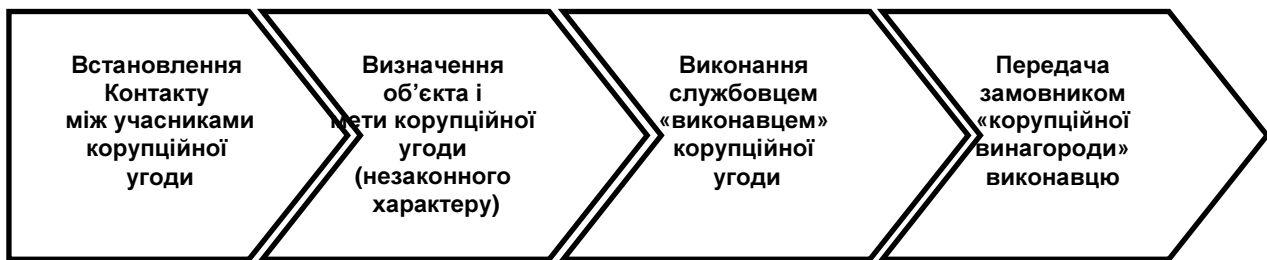 Встановлення
Контакту
між учасниками
корупційної
угоди
Визначення
об’єкта і
мети корупційної
угоди
(незаконного
характеру)
Виконання
службовцем
«виконавцем»
корупційної
угоди
Передача
замовником
«корупційної
винагороди»
виконавцю